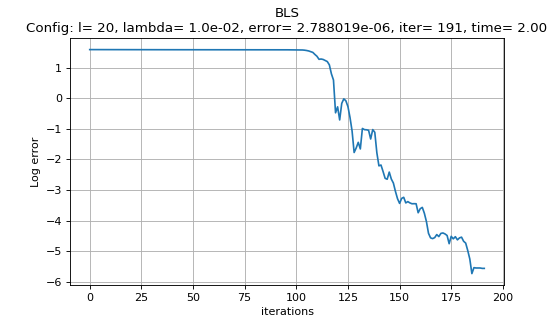 BLS
Config: l= 20, lambda= 1.0e-02, error= 2.788019e-06, iter= 191, time= 2.00
1
0
−1
−2
−3
−4
−5
−6
Log error
0 25 50 75 100 125 150 175 200
iterations